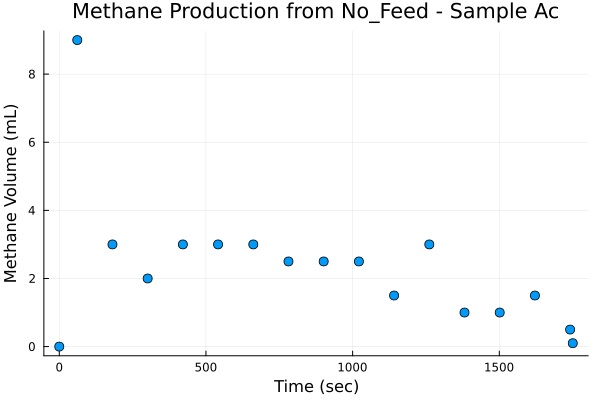 Methane Production from No_Feed - Sample Ac
Methane Volume (mL)
8
6
4
2
0
0 500 1000 1500
Time (sec)